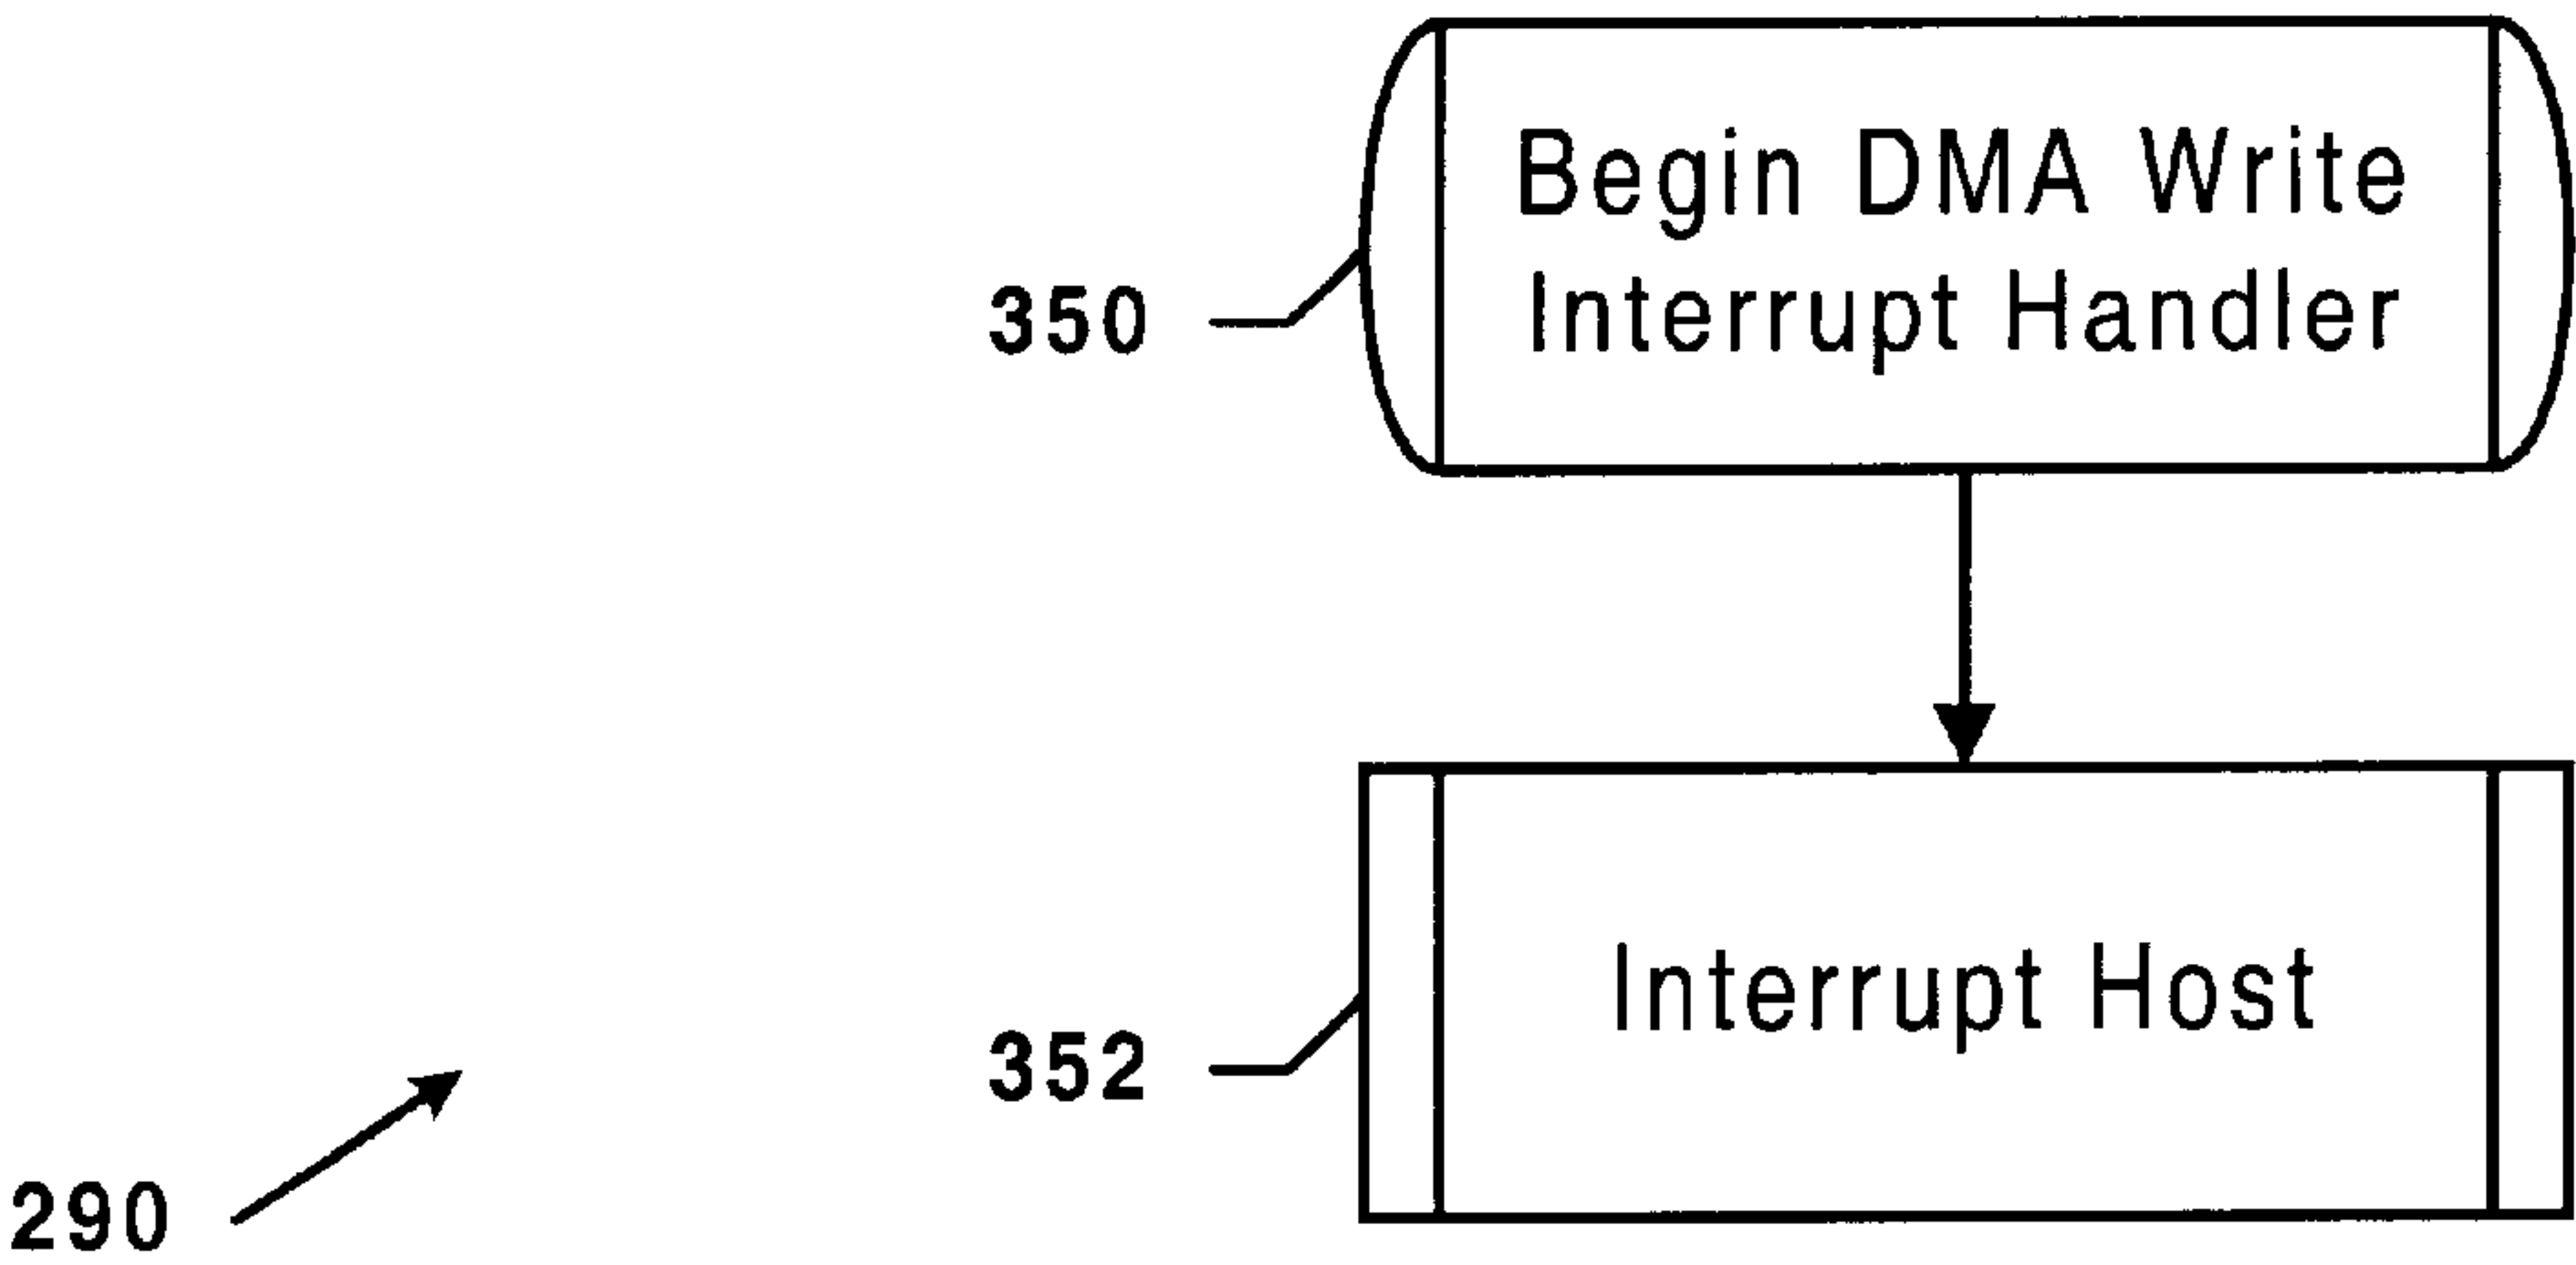 Begin DMA Write
Interrupt Handler
350
Interrupt Host
352
290